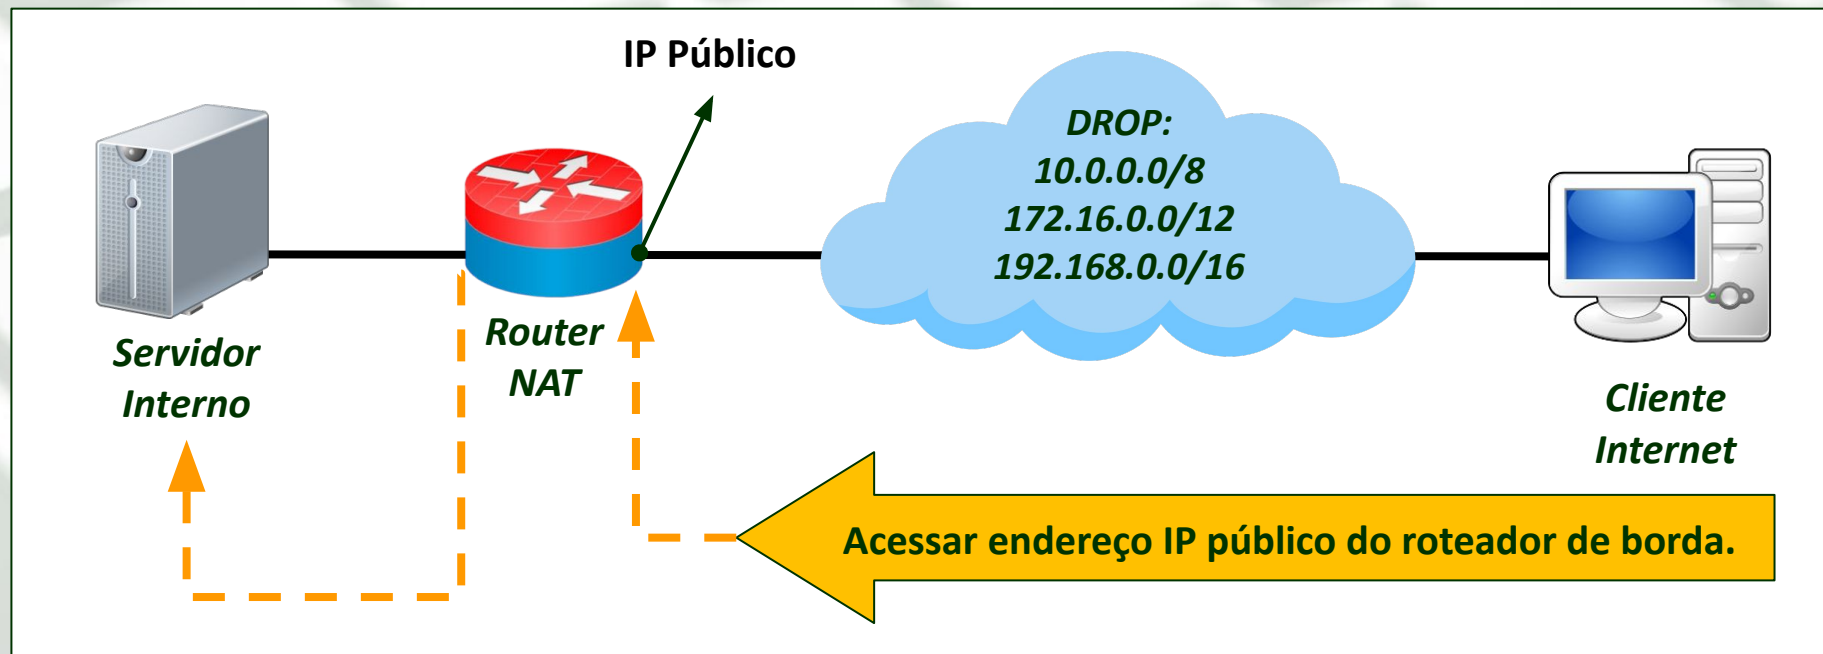 IP Público
DROP:
10.0.0.0/8
172.16.0.0/12
192.168.0.0/16
Servidor
Interno
Router
NAT
Cliente
Internet
Acessar endereço IP público do roteador de borda.